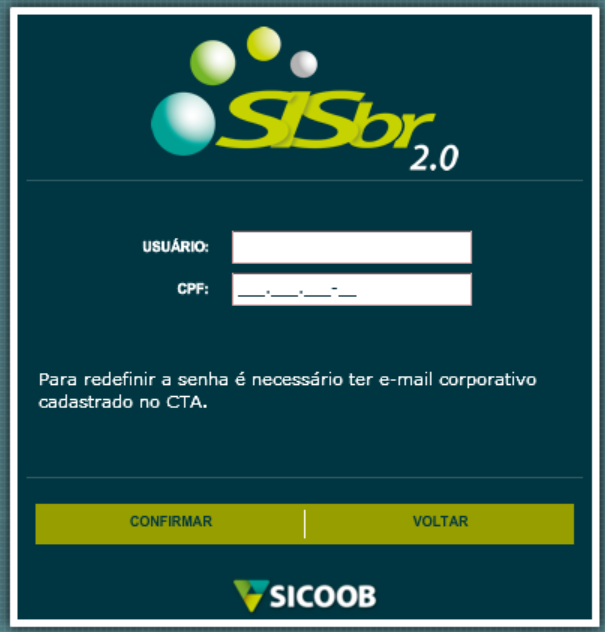 SISbr
2.0
USUÁRIO:
CPF: ___.___.___-__
Para redefinir a senha é necessário ter e-mail corporativo
cadastrado no CTA.
CONFIRMAR VOLTAR
SICOOB